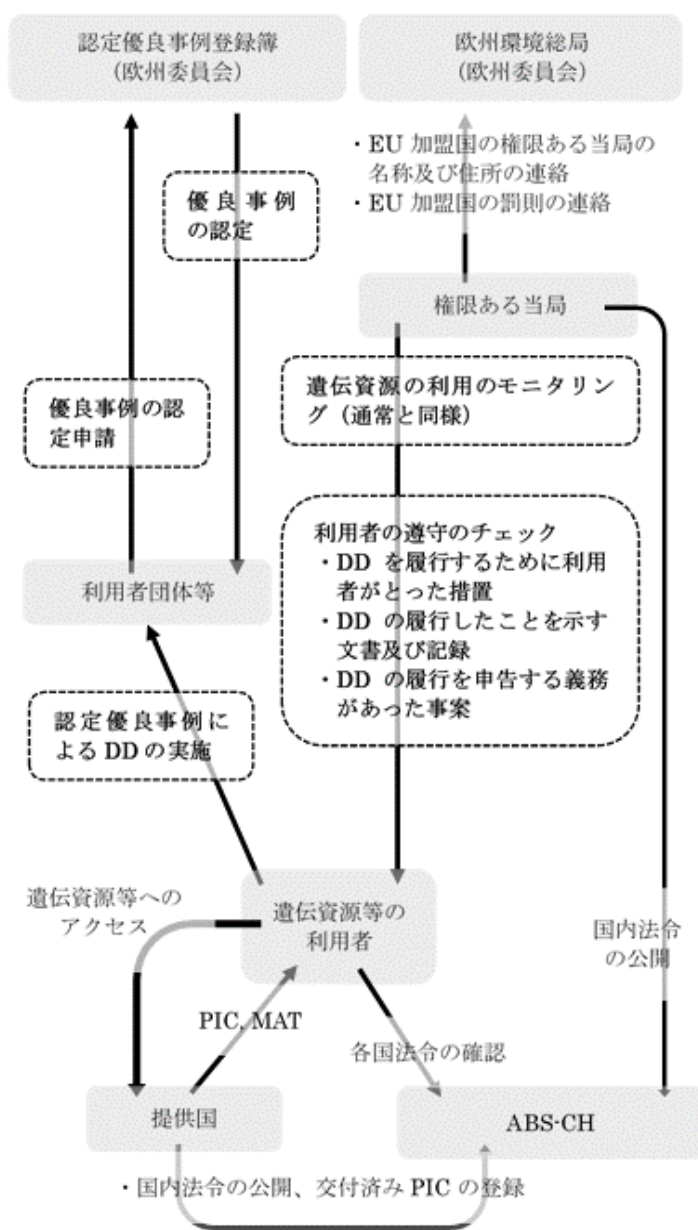 認定優良事例登録簿
(欧州委員会)
欧州環境総局
(欧州委員会)
・EU 加盟国の権限ある当局の
名称及び住所の連絡
・EU 加盟国の罰則の連絡
優良事例
の認定
権限ある当局
優良事例の認
定申請
遺伝資源の利用のモニタリン
グ（通常と同様）
利用者の遵守のチェック
・DD を履行するために利用
者がとった措置
・DD の履行したことを示す
文書及び記録
・DD の履行を申告する義務
があった事案
利用者団体等
認定優良事例に
よる DD の実施
遺伝資源等への
アクセス
遺伝資源等の
利用者
国内法令
の公開
PIC, MAT
各国法令の確認
提供国
ABS-CH
・国内法令の公開、交付済み PIC の登録